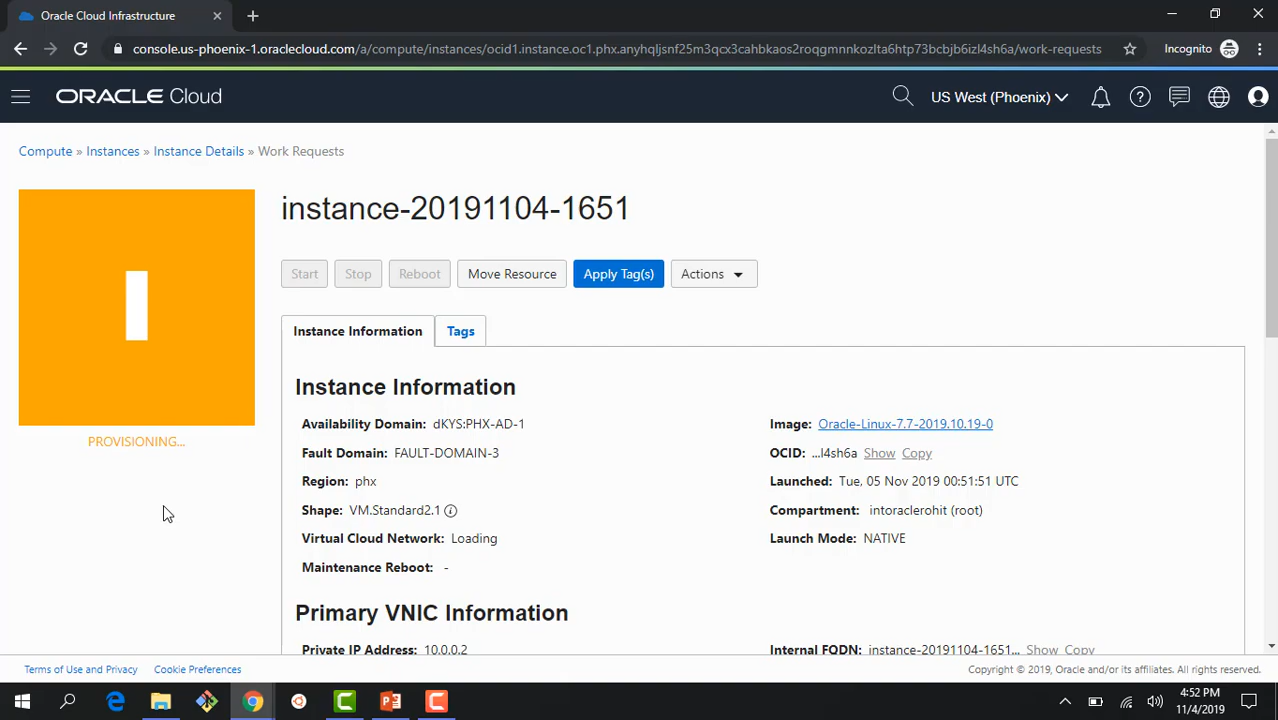 Oracle Cloud Infrastructure
console.us-phoenix-1.oraclecloud.com/a/compute/instances/ocid1.instance.oc1.phx.anyhqljsnf25m3qcx3cahbkaos2roqgmnnkozlta6htp73bcbjb6izl4sh6a/work-requests
Incognito
ORACLE Cloud
US West (Phoenix)
Compute » Instances » Instance Details » Work Requests
I
PROVISIONING...
instance-20191104-1651
Start Stop Reboot Move Resource Apply Tag(s) Actions
Instance Information Tags
Instance Information
Availability Domain: dKYS:PHX-AD-1
Fault Domain: FAULT-DOMAIN-3
Region: phx
Shape: VM.Standard2.1
Virtual Cloud Network: Loading
Maintenance Reboot: -
Image: Oracle-Linux-7.7-2019.10.19-0
OCID: ...l4sh6a Show Copy
Launched: Tue, 05 Nov 2019 00:51:51 UTC
Compartment: intoraclerohit (root)
Launch Mode: NATIVE
Primary VNIC Information
Private IP Address: 10.0.0.2
Internal FQDN: instance-20191104-1651... Show Copy
Terms of Use and Privacy Cookie Preferences
Copyright © 2019, Oracle and/or its affiliates. All rights reserved.
4:52 PM
11/4/2019